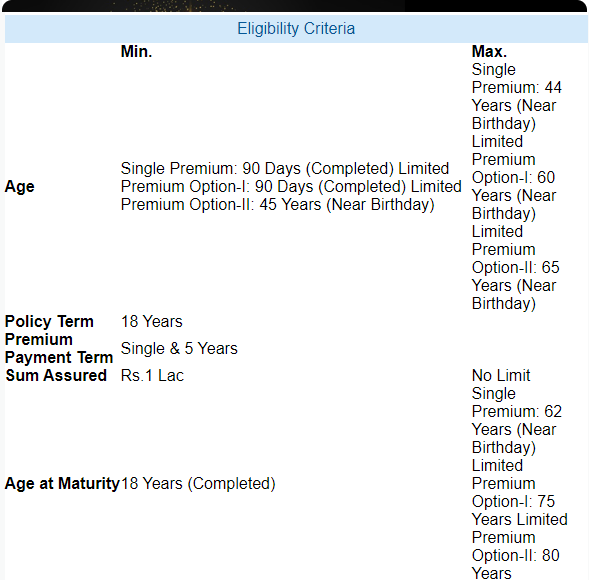 Eligibility Criteria
Min.
Max.
Age
Single Premium: 90 Days (Completed) Limited
Premium Option-I: 90 Days (Completed) Limited
Premium Option-II: 45 Years (Near Birthday)
Single
Premium: 44
Years (Near
Birthday)
Limited
Premium
Option-I: 60
Years (Near
Birthday)
Limited
Premium
Option-II: 65
Years (Near
Birthday)
Policy Term
18 Years
Premium
Payment Term
Single & 5 Years
Sum Assured
Rs.1 Lac
No Limit
Age at Maturity
18 Years (Completed)
Single
Premium: 62
Years (Near
Birthday)
Limited
Premium
Option-I: 75
Years Limited
Premium
Option-II: 80
Years